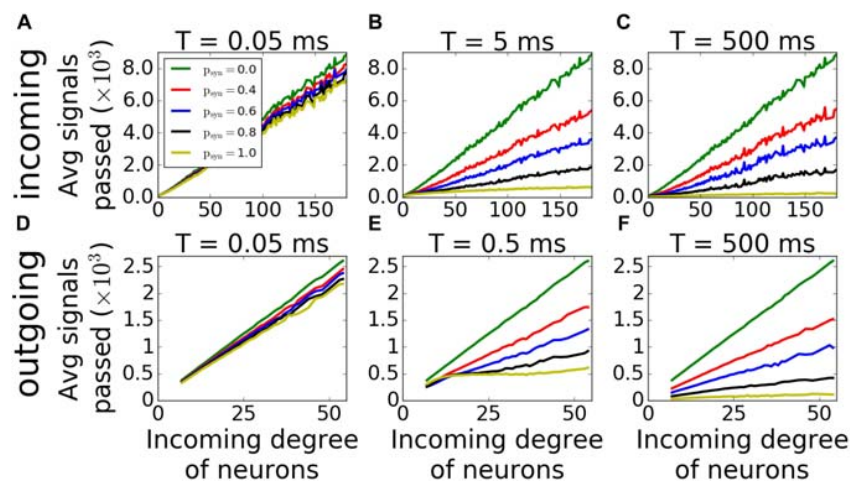 A
B
C
T = 0.05 ms
T = 5 ms
T = 500 ms
incoming
Avg signals
passed (×10³)
8.0
6.0
4.0
2.0
0.0
p_syn = 0.0
p_syn = 0.4
p_syn = 0.6
p_syn = 0.8
p_syn = 1.0
0 50 100 150
8.0
6.0
4.0
2.0
0.0
0 50 100 150
8.0
6.0
4.0
2.0
0.0
0 50 100 150
D
E
F
T = 0.05 ms
T = 0.5 ms
T = 500 ms
outgoing
Avg signals
passed (×10³)
2.5
2
1.5
1
0.5
0
0 25 50
2.5
2
1.5
1
0.5
0
0 25 50
2.5
2
1.5
1
0.5
0
0 25 50
Incoming degree
of neurons
Incoming degree
of neurons
Incoming degree
of neurons